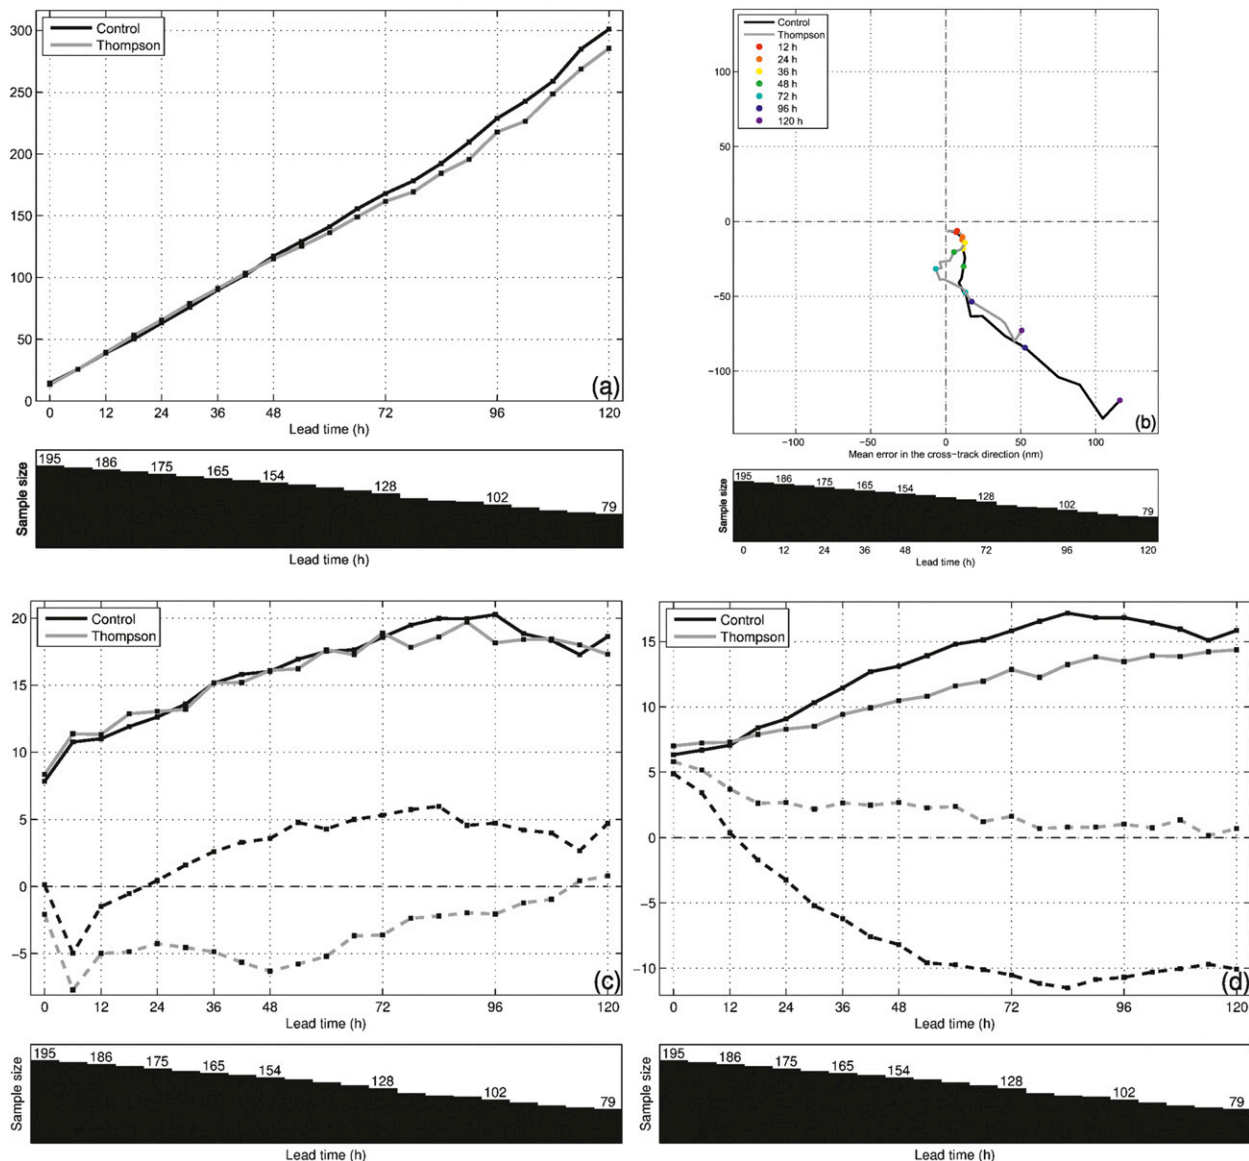 Control
Thompson
300
250
200
150
100
50
0
(a)
0 12 24 36 48 72 96 120
Lead time (h)
195 186 175 165 154 128 102 79
Sample size
Lead time (h)
Control
Thompson
12 h
24 h
36 h
48 h
72 h
96 h
120 h
100
50
0
−50
−100
(b)
−100 −50 0 50 100
Mean error in the cross−track direction (nm)
195 186 175 165 154 128 102 79
Sample size
0 12 24 36 48 72 96 120
Lead time (h)
Control
Thompson
20
15
10
5
0
−5
(c)
0 12 24 36 48 72 96 120
Lead time (h)
195 186 175 165 154 128 102 79
Sample size
Lead time (h)
Control
Thompson
15
10
5
0
−5
−10
(d)
0 12 24 36 48 72 96 120
Lead time (h)
195 186 175 165 154 128 102 79
Sample size
Lead time (h)